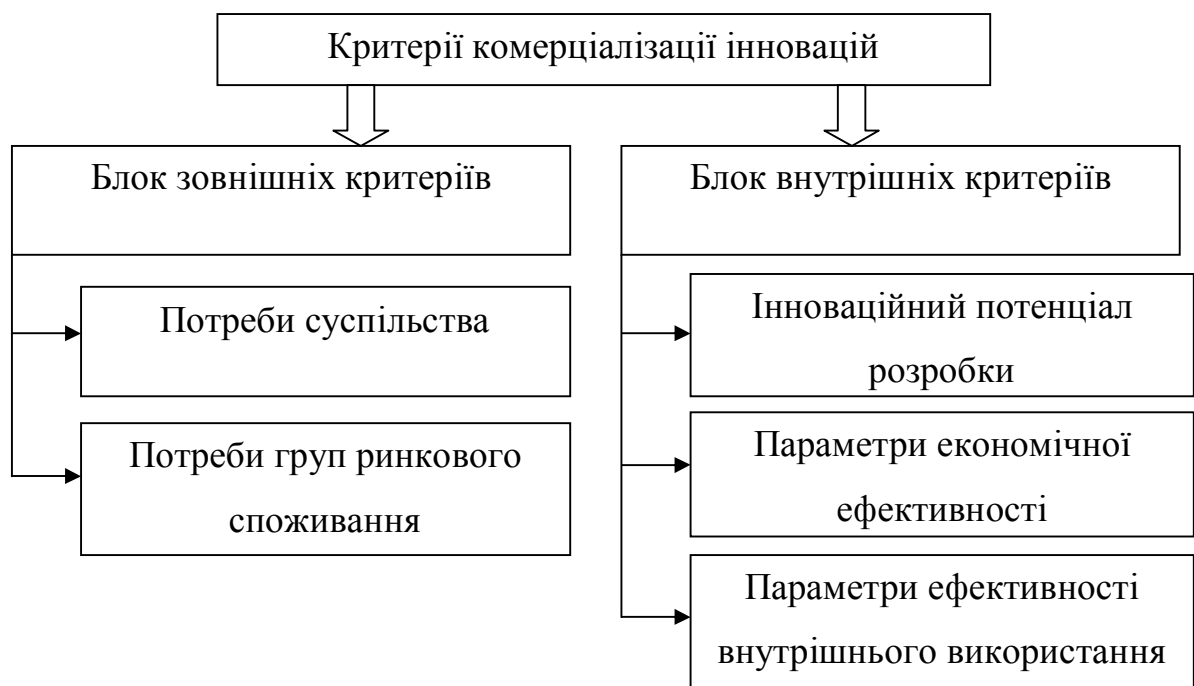 Критерії комерціалізації інновацій
Блок зовнішніх критеріїв
Потреби суспільства
Потреби груп ринкового
споживання
Блок внутрішніх критеріїв
Інноваційний потенціал
розробки
Параметри економічної
ефективності
Параметри ефективності
внутрішнього використання